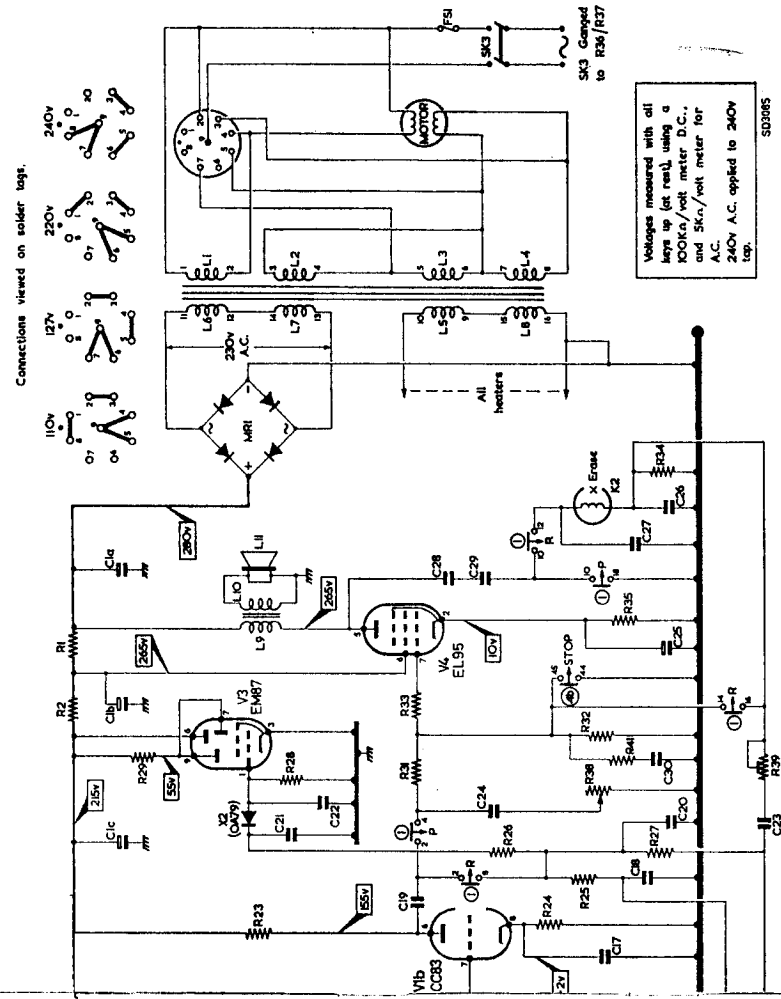 Connections viewed on solder tags.
110v
127v
220v
240v
FS1
SK3
SK3 Ganged
to R36/R37
MOTOR
L1
L2
L3
L4
L6
L7
L5
L8
230v
A.C.
All
heaters
MR1
280v
Voltages measured with all
keys up (at rest), using a
100KΩ/volt meter D.C.,
and 5KΩ/volt meter for
A.C.
240v A.C. applied to 240v
tap.
SD3085
C1a
R1
265v
L10
L11
L9
265v
R2
C1b
V3
EM87
R29
55v
215v
C1c
X2
(OA79)
R28
C21
C22
C28
C29
V4
EL95
10v
R
P
x Erase
K2
C27
C26
R34
R35
C25
STOP
R33
R31
R32
R41
C30
R38
C24
R
R39
C23
P
R26
R27
C20
R
R25
C18
C19
R23
155v
V1b
R24
C17
2v